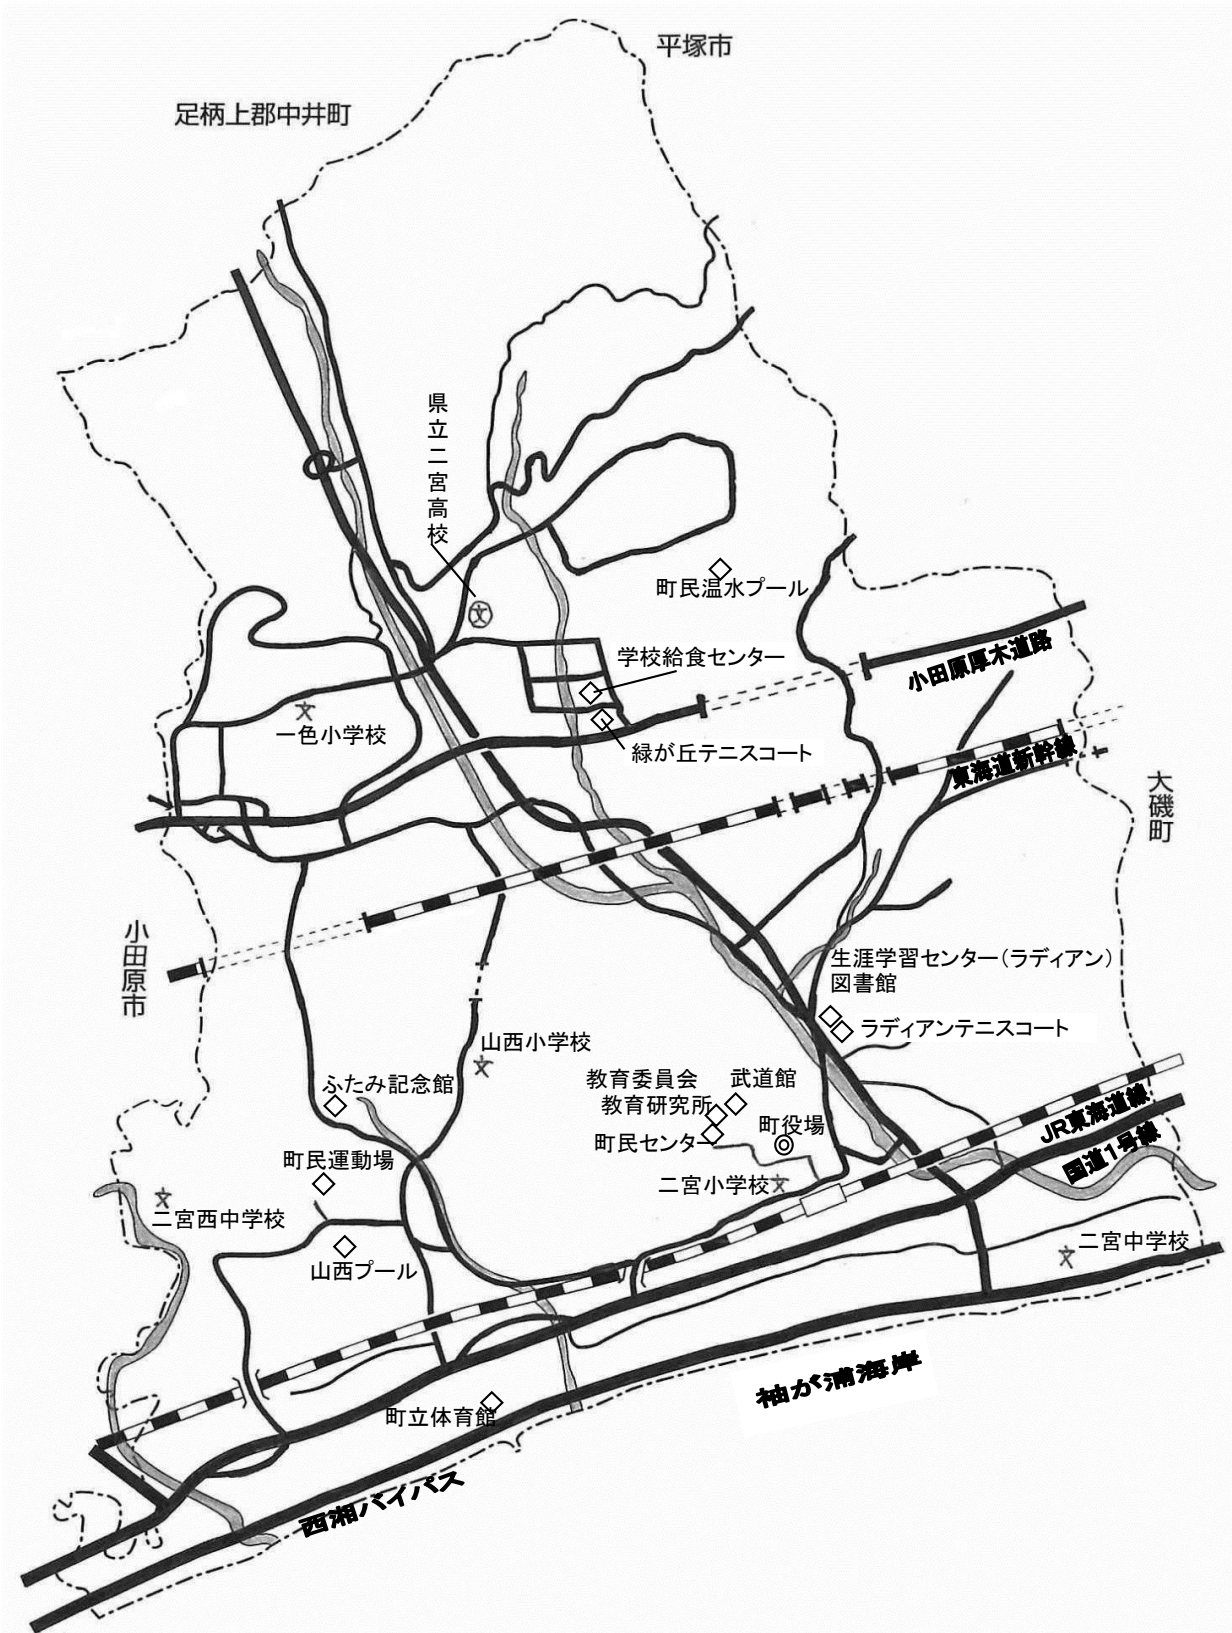 平塚市
足柄上郡中井町
県立二宮高校
文
町民温水プール
学校給食センター
小田原厚木道路
文
一色小学校
緑が丘テニスコート
東海道新幹線
大磯町
小田原市
生涯学習センター(ラディアン)
図書館
ラディアンテニスコート
山西小学校
文
ふたみ記念館
教育委員会
教育研究所
武道館
町民センター
町役場
JR東海道線
国道1号線
町民運動場
二宮小学校
文
文
二宮西中学校
山西プール
二宮中学校
文
袖が浦海岸
町立体育館
西湘バイパス